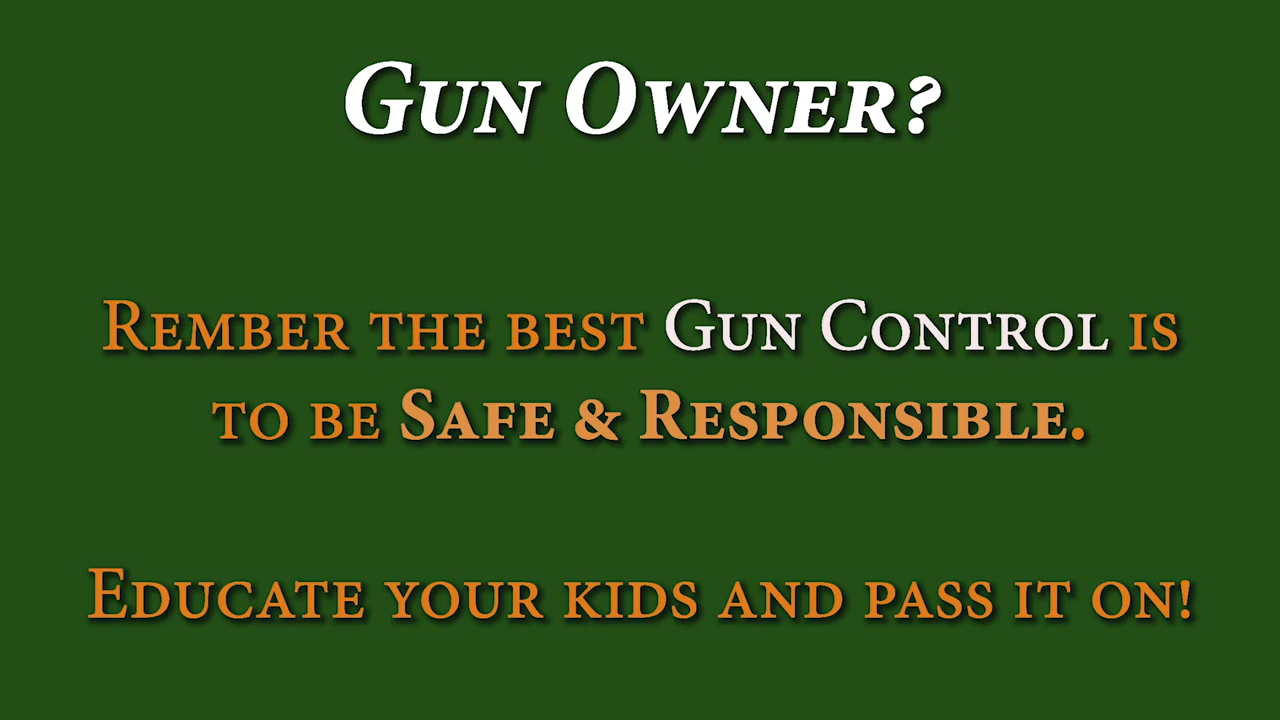 Gun Owner?
Rember the best Gun Control is
to be Safe & Responsible.
Educate your kids and pass it on!